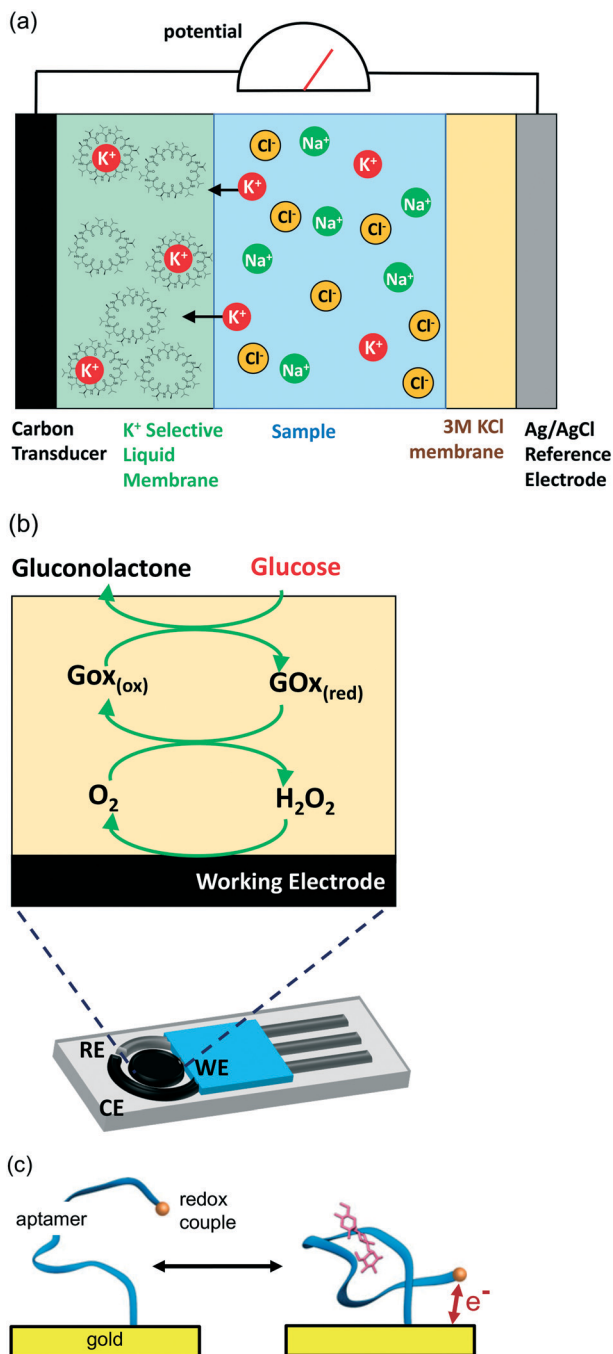 (a)
potential
K⁺
K⁺
K⁺
Cl⁻
Na⁺
K⁺
K⁺
Cl⁻
Na⁺
Cl⁻
Na⁺
Na⁺
Na⁺
Cl⁻
K⁺
Cl⁻
Cl⁻
K⁺
Na⁺
Cl⁻
Carbon
Transducer
K⁺ Selective
Liquid
Membrane
Sample
3M KCl
membrane
Ag/AgCl
Reference
Electrode
(b)
Gluconolactone
Glucose
Gox(ox)
GOx(red)
O₂
H₂O₂
Working Electrode
RE
WE
CE
(c)
aptamer
redox
couple
gold
e⁻